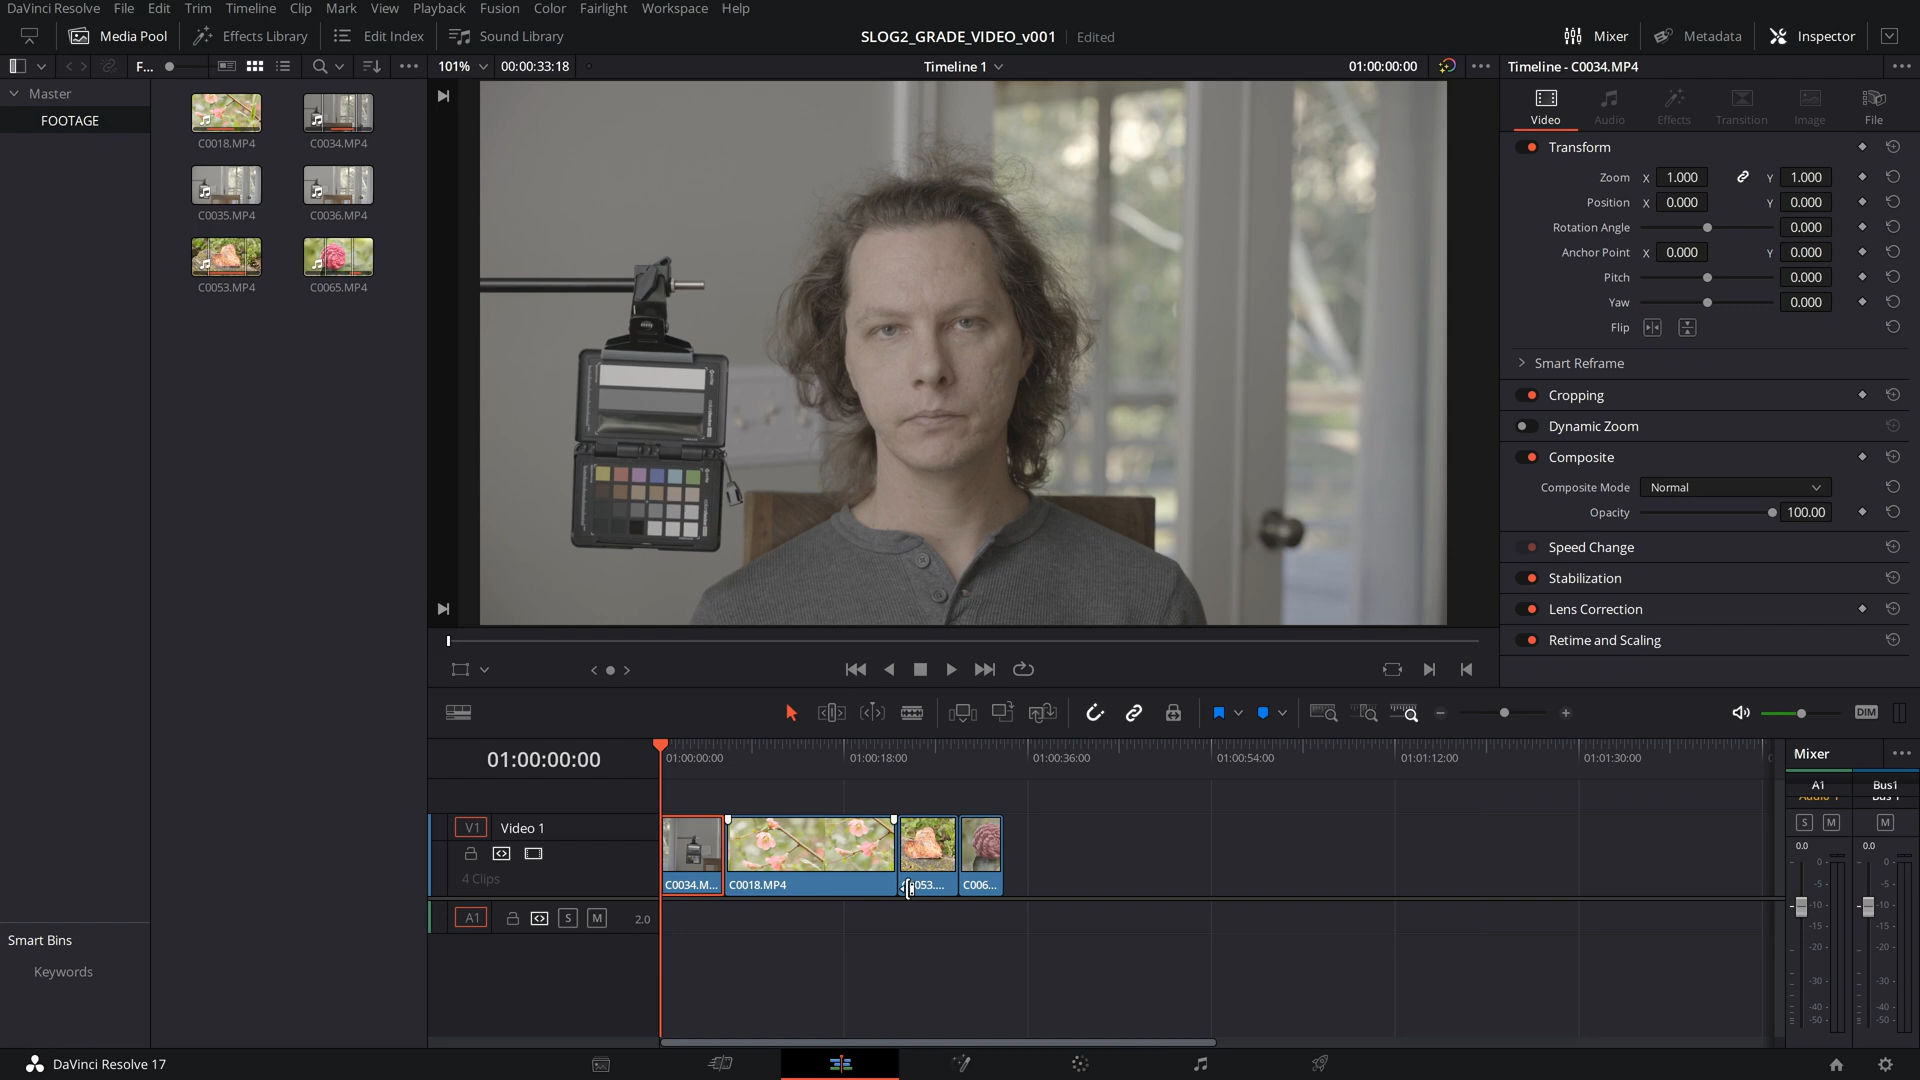 DaVinci Resolve File Edit Trim Timeline Clip Mark View Playback Fusion Color Fairlight Workspace Help
Media Pool Effects Library Edit Index Sound Library SLOG2_GRADE_VIDEO_v001 Edited Mixer Metadata Inspector
F... 101% 00:00:33:18 Timeline 1 01:00:00:00 Timeline - C0034.MP4
Master
FOOTAGE
C0018.MP4 C0034.MP4
C0035.MP4 C0036.MP4
C0053.MP4 C0065.MP4
Video Audio Effects Transition Image File
Transform
Zoom X 1.000 Y 1.000
Position X 0.000 Y 0.000
Rotation Angle 0.000
Anchor Point X 0.000 Y 0.000
Pitch 0.000
Yaw 0.000
Flip
Smart Reframe
Cropping
Dynamic Zoom
Composite
Composite Mode Normal
Opacity 100.00
Speed Change
Stabilization
Lens Correction
Retime and Scaling
DIM
01:00:00:00 01:00:00:00 01:00:18:00 01:00:36:00 01:00:54:00 01:01:12:00 01:01:30:00
V1 Video 1
4 Clips
C0034.M... C0018.MP4 053.... C006...
A1 S M 2.0
Mixer
A1 Bus1
Audio 1 Bus 1
S M M
0.0 0.0
0 0
-5 -5
-10 -10
-15 -15
-20 -20
-30 -30
-40 -40
-50 -50
Smart Bins
Keywords
DaVinci Resolve 17